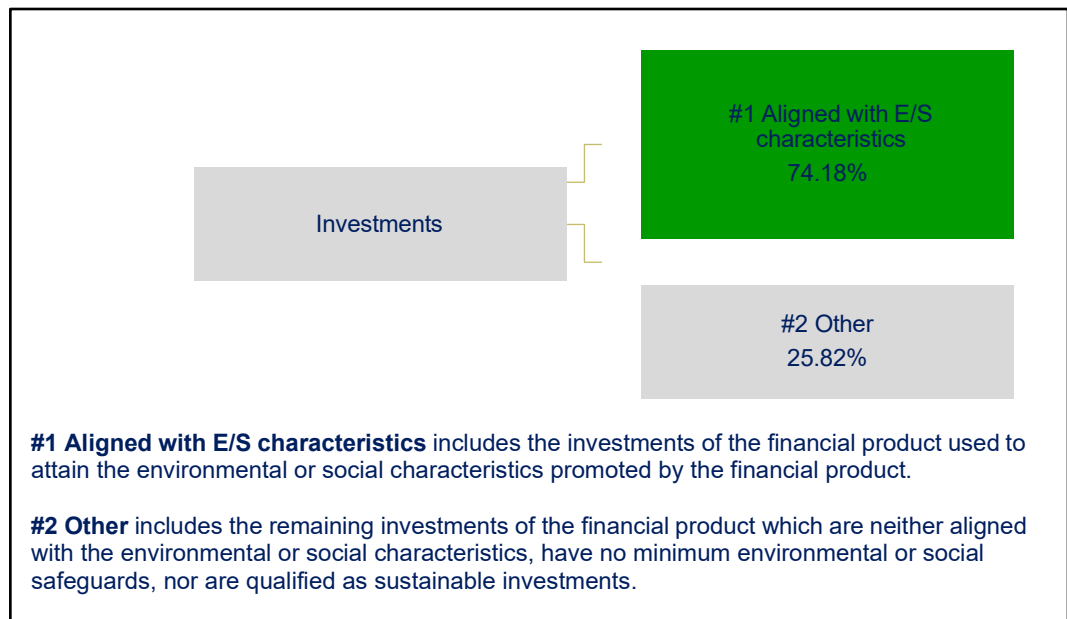 #1 Aligned with E/S
characteristics
74.18%
Investments
#2 Other
25.82%
#1 Aligned with E/S characteristics includes the investments of the financial product used to
attain the environmental or social characteristics promoted by the financial product.
#2 Other includes the remaining investments of the financial product which are neither aligned
with the environmental or social characteristics, have no minimum environmental or social
safeguards, nor are qualified as sustainable investments.